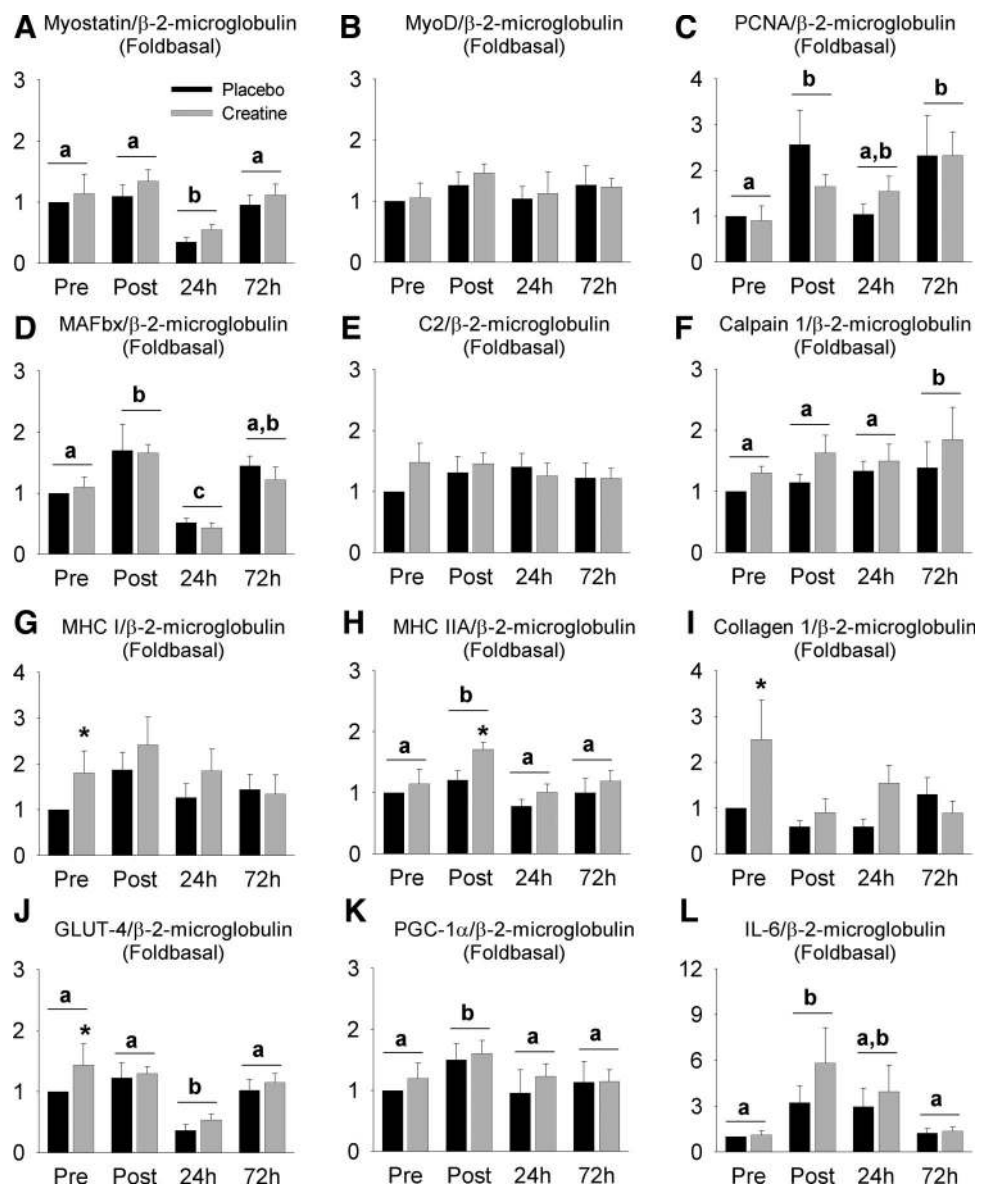 A Myostatin/β-2-microglobulin
(Foldbasal)
3
2
1
0
Placebo
Creatine
a
a
b
a
Pre Post 24h 72h
B MyoD/β-2-microglobulin
(Foldbasal)
3
2
1
0
Pre Post 24h 72h
C PCNA/β-2-microglobulin
(Foldbasal)
4
3
2
1
0
a
b
a,b
b
Pre Post 24h 72h
D MAFbx/β-2-microglobulin
(Foldbasal)
3
2
1
0
a
b
c
a,b
Pre Post 24h 72h
E C2/β-2-microglobulin
(Foldbasal)
3
2
1
0
Pre Post 24h 72h
F Calpain 1/β-2-microglobulin
(Foldbasal)
3
2
1
0
a
a
a
b
Pre Post 24h 72h
G MHC I/β-2-microglobulin
(Foldbasal)
4
3
2
1
0
*
Pre Post 24h 72h
H MHC IIA/β-2-microglobulin
(Foldbasal)
3
2
1
0
a
b
*
a
a
Pre Post 24h 72h
I Collagen 1/β-2-microglobulin
(Foldbasal)
4
3
2
1
0
*
Pre Post 24h 72h
J GLUT-4/β-2-microglobulin
(Foldbasal)
3
2
1
0
a
*
a
b
a
Pre Post 24h 72h
K PGC-1α/β-2-microglobulin
(Foldbasal)
3
2
1
0
a
b
a
a
Pre Post 24h 72h
L IL-6/β-2-microglobulin
(Foldbasal)
12
9
6
3
0
a
b
a,b
a
Pre Post 24h 72h